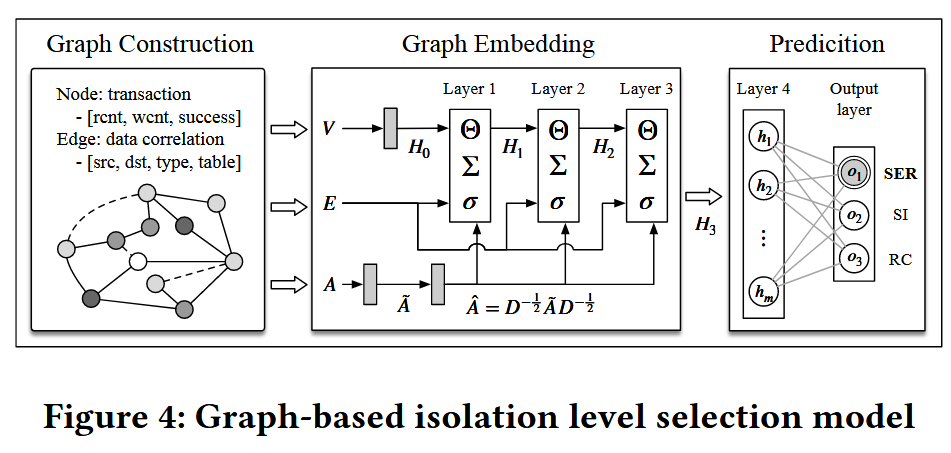 Graph Construction
Node: transaction
- [rcnt, wcnt, success]
Edge: data correlation
- [src, dst, type, table]
Graph Embedding
Layer 1 Layer 2 Layer 3
V H₀ Θ H₁ Θ H₂ Θ
Σ Σ Σ
E σ σ σ
A Ã Â = D^{-1/2} Ã D^{-1/2}
H₃
Predicition
Layer 4 Output
layer
h₁
h₂
⋮
hₘ
o₁ SER
o₂ SI
o₃ RC
Figure 4: Graph-based isolation level selection model